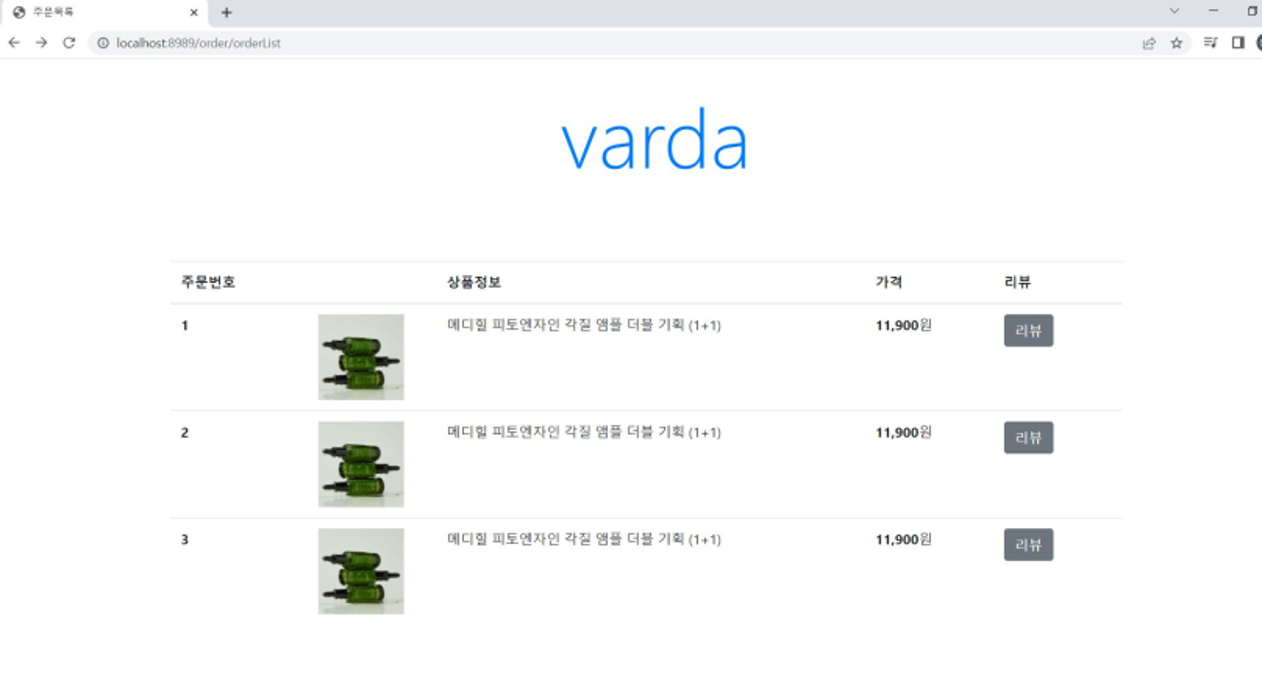 주문목록
localhost:8989/order/orderList
varda
주문번호 상품정보 가격 리뷰
1 메디힐 피토엔자인 각질 앰플 더블 기획 (1+1) 11,900원 리뷰
2 메디힐 피토엔자인 각질 앰플 더블 기획 (1+1) 11,900원 리뷰
3 메디힐 피토엔자인 각질 앰플 더블 기획 (1+1) 11,900원 리뷰